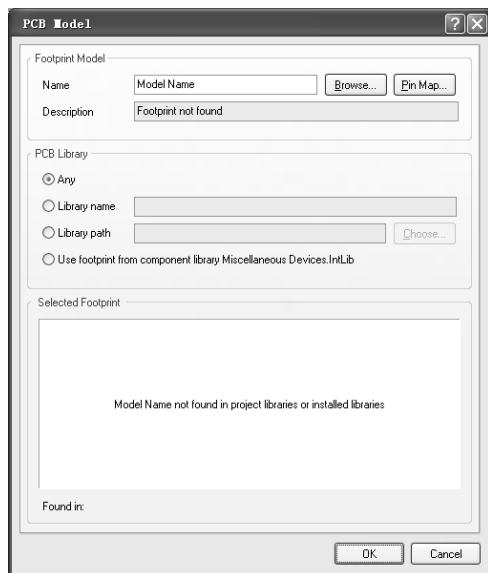 PCB Model
Footprint Model
Name Model Name Browse... Pin Map...
Description Footprint not found
PCB Library
Any
Library name
Library path Choose...
Use footprint from component library Miscellaneous Devices.IntLib
Selected Footprint
Model Name not found in project libraries or installed libraries
Found in:
OK Cancel